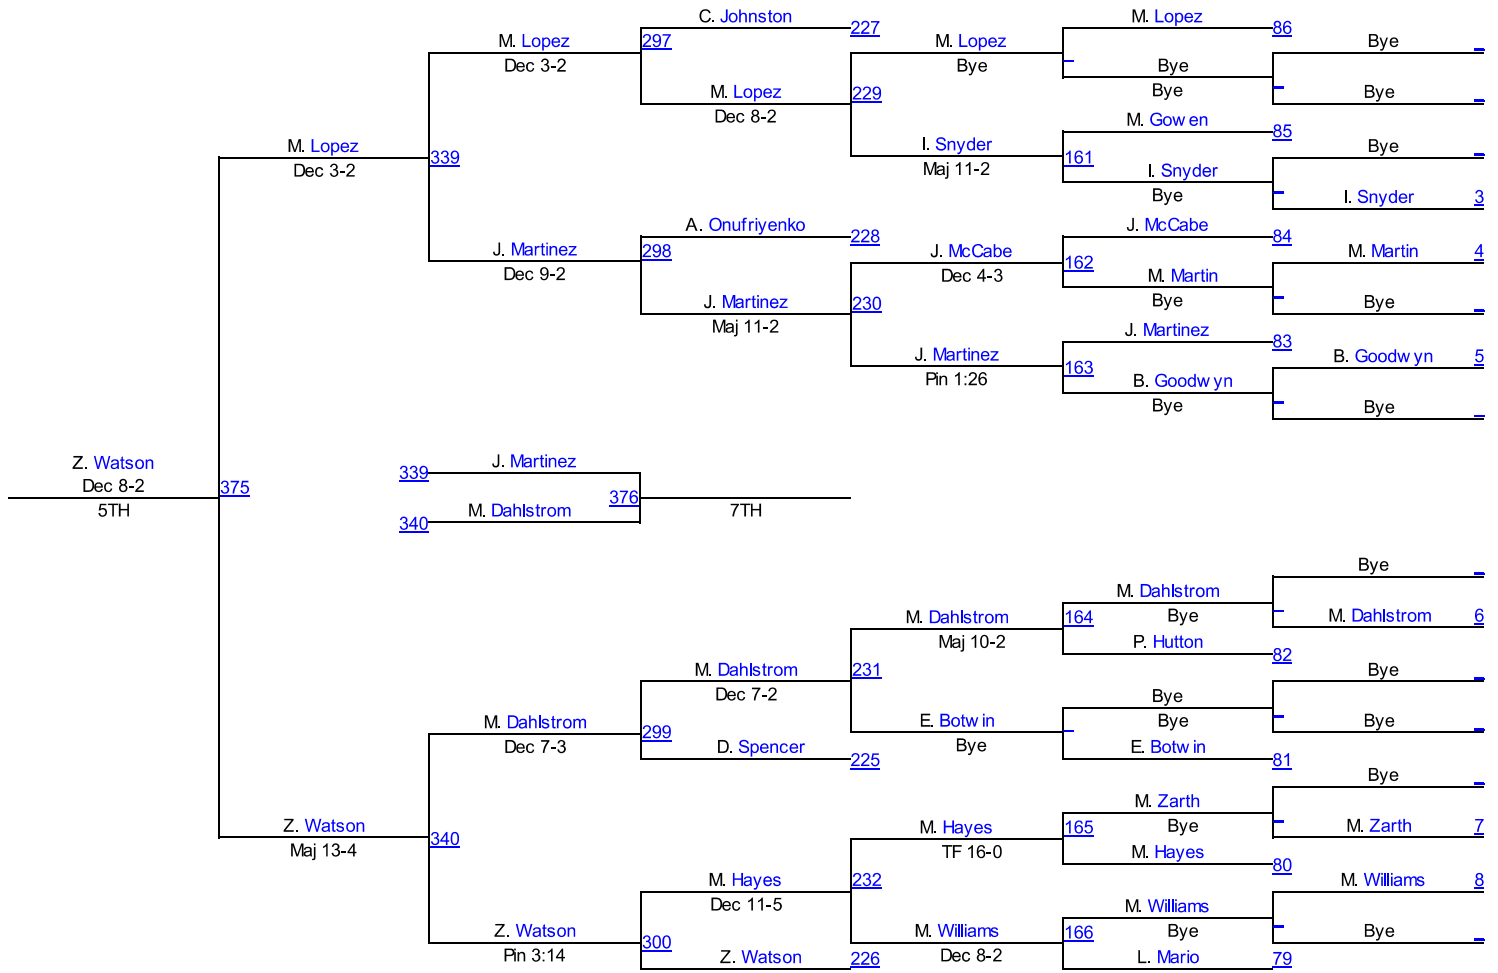 C. Johnston
227
M. Lopez
86
M. Lopez
297
M. Lopez
Bye
Dec 3-2
Bye
Bye
Bye
M. Lopez
229
Bye
Bye
Dec 8-2
M. Gowen
85
M. Lopez
339
I. Snyder
161
Bye
Dec 3-2
Maj 11-2
I. Snyder
Bye
I. Snyder
3
A. Onufriyenko
228
J. McCabe
84
J. Martinez
298
J. McCabe
162
M. Martin
4
Dec 9-2
Dec 4-3
M. Martin
Bye
J. Martinez
230
Bye
Maj 11-2
J. Martinez
83
J. Martinez
163
B. Goodwyn
5
Pin 1:26
B. Goodwyn
Bye
Bye
Z. Watson
339
J. Martinez
Dec 8-2
375
376
5TH
340
M. Dahlstrom
7TH
Bye
M. Dahlstrom
M. Dahlstrom
164
Bye
M. Dahlstrom
6
Maj 10-2
P. Hutton
82
M. Dahlstrom
231
Bye
Dec 7-2
Bye
M. Dahlstrom
299
E. Botwin
Bye
Bye
Dec 7-3
D. Spencer
225
Bye
E. Botwin
81
Bye
M. Zarth
Z. Watson
340
M. Hayes
165
Bye
M. Zarth
7
Maj 13-4
TF 16-0
M. Hayes
80
M. Hayes
232
M. Williams
8
Dec 11-5
M. Williams
Z. Watson
300
M. Williams
166
Bye
Bye
Pin 3:14
Z. Watson
226
Dec 8-2
L. Mario
79